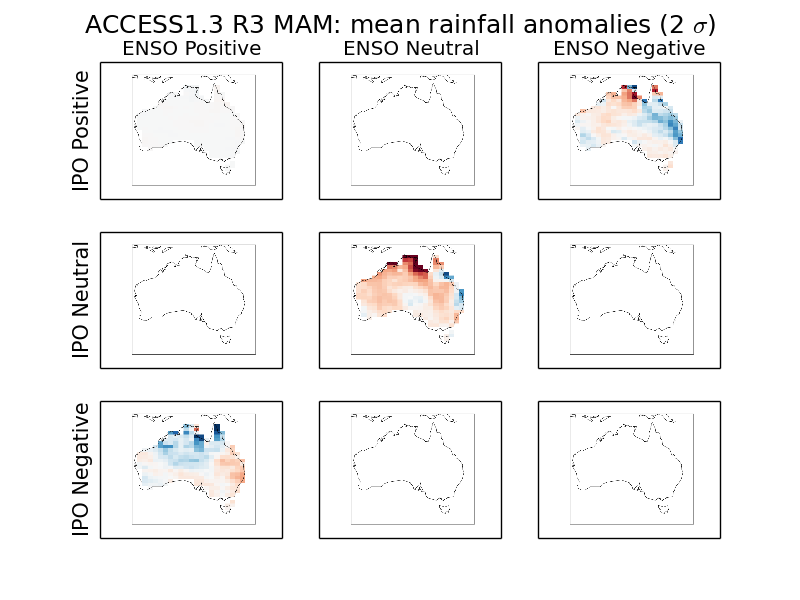 ACCESS1.3 R3 MAM: mean rainfall anomalies (2 σ)
ENSO Positive
ENSO Neutral
ENSO Negative
IPO Positive
IPO Neutral
IPO Negative